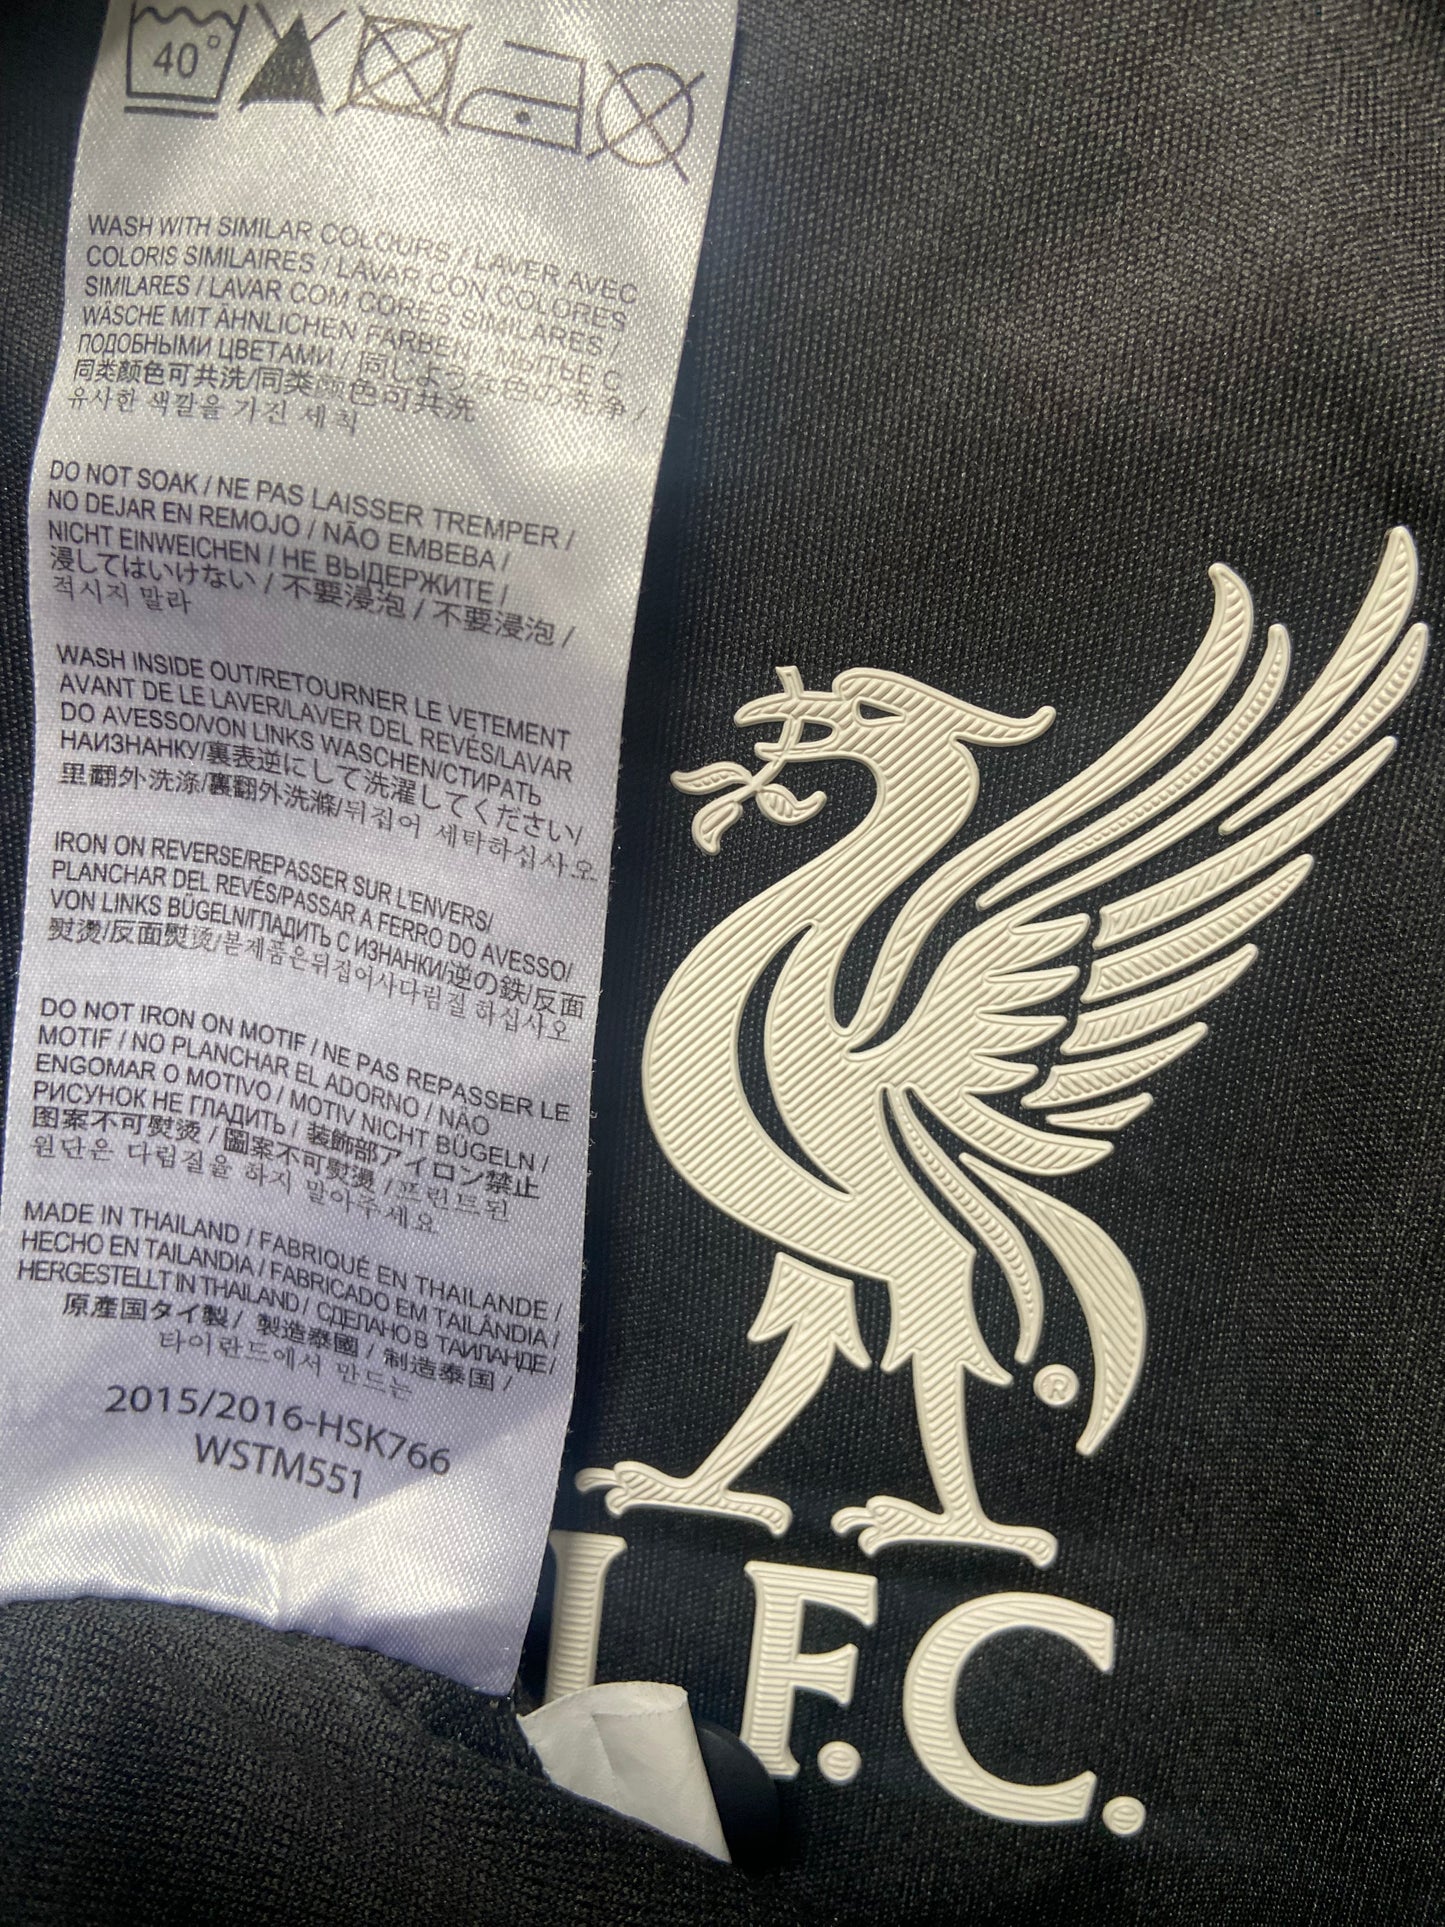 40°
WASH WITH SIMILAR COLOURS / LAVER AVEC
COLORIS SIMILAIRES / LAVAR CON COLORES
SIMILARES / LAVAR COM CORES SIMILARES /
WÄSCHE MIT ÄHNLICHEN FARBEN / МЫТЬЕ С
ПОДОБНЫМИ ЦВЕТАМИ / 同じような色の洗浄 /
同类颜色可共洗/同类颜色可共洗
유사한 색깔을 가진 세척
DO NOT SOAK / NE PAS LAISSER TREMPER /
NO DEJAR EN REMOJO / NÃO EMBEBA /
NICHT EINWEICHEN / НЕ ВЫДЕРЖИТЕ /
浸してはいけない / 不要浸泡 / 不要浸泡 /
적시지 말라
WASH INSIDE OUT/RETOURNER LE VETEMENT
AVANT DE LE LAVER/LAVER DEL REVÉS/LAVAR
DO AVESSO/VON LINKS WASCHEN/СТИРАТЬ
НАИЗНАНКУ/裏表逆にして洗濯してください/
里翻外洗涤/裏翻外洗滌/뒤집어 세탁하십사오
IRON ON REVERSE/REPASSER SUR L'ENVERS/
PLANCHAR DEL REVÉS/PASSAR A FERRO DO AVESSO/
VON LINKS BÜGELN/ГЛАДИТЬ С ИЗНАНКИ/逆の鉄/反面
熨烫/反面熨烫/본제품은뒤집어사다림질 하십사오
DO NOT IRON ON MOTIF / NE PAS REPASSER LE
MOTIF / NO PLANCHAR EL ADORNO / NÃO
ENGOMAR O MOTIVO / MOTIV NICHT BÜGELN /
РИСУНОК НЕ ГЛАДИТЬ / 装飾部アイロン禁止
图案不可熨烫 / 圖案不可熨燙 / 프린트된
원단은 다림질을 하지 말아주세요
MADE IN THAILAND / FABRIQUÉ EN THAILANDE /
HECHO EN TAILANDIA / FABRICADO EM TAILÂNDIA /
HERGESTELLT IN THAILAND / СДЕЛАНО В ТАИЛАНДЕ /
原產国タイ製 / 製造泰國 / 制造泰国 /
타이란드에서 만드는
2015/2016-HSK766
WSTM551
®
L.F.C.